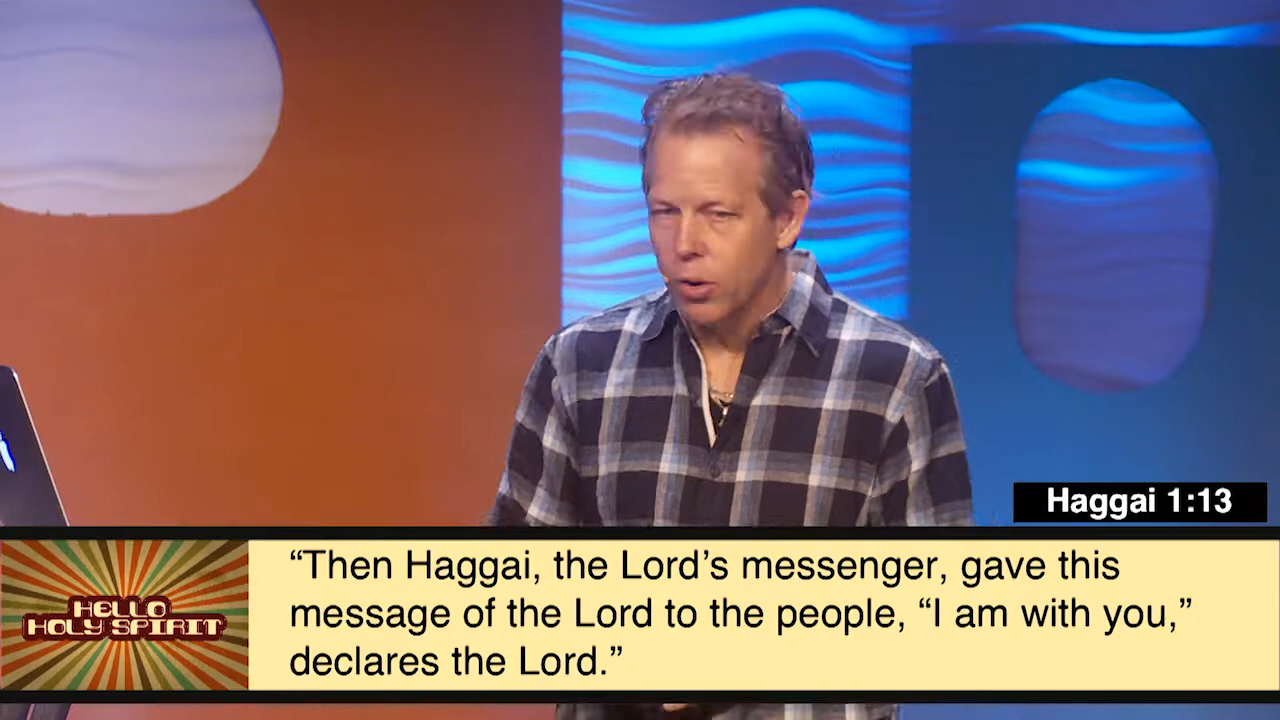 Haggai 1:13
HELLO
HOLY SPIRIT
“Then Haggai, the Lord’s messenger, gave this
message of the Lord to the people, “I am with you,”
declares the Lord.”